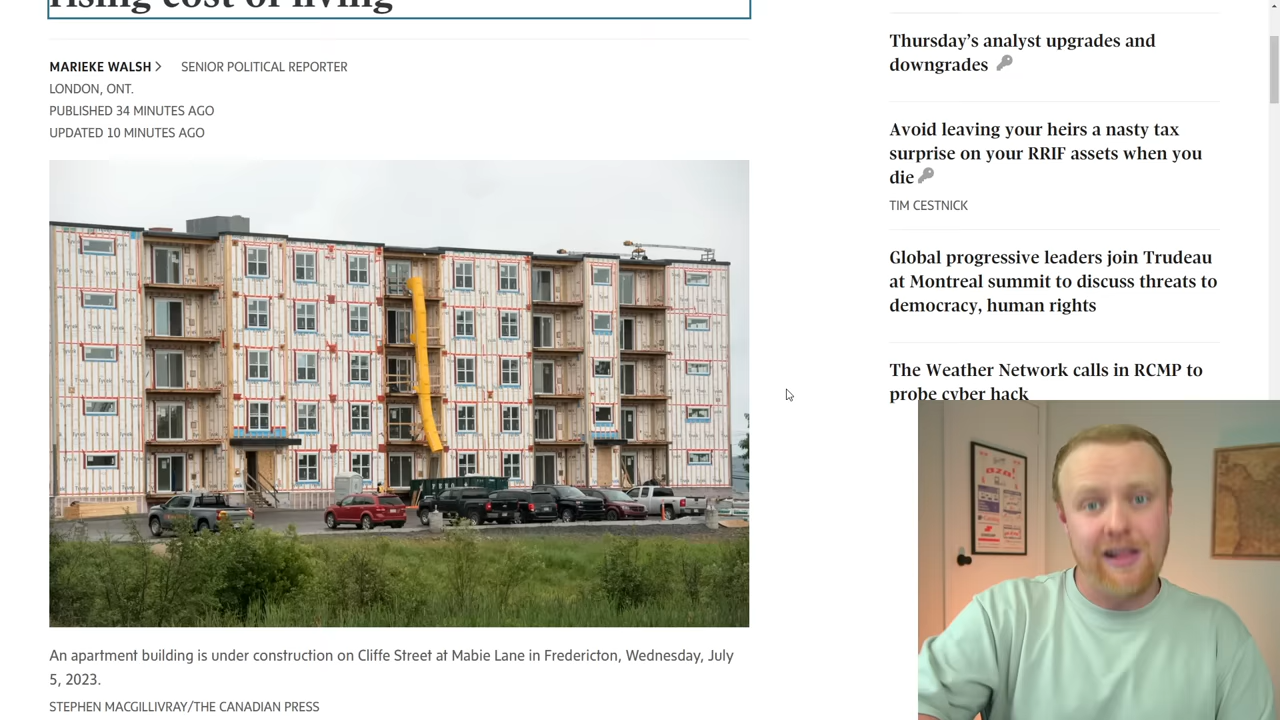 rising cost of living
MARIEKE WALSH > SENIOR POLITICAL REPORTER
LONDON, ONT.
PUBLISHED 34 MINUTES AGO
UPDATED 10 MINUTES AGO
An apartment building is under construction on Cliffe Street at Mabie Lane in Fredericton, Wednesday, July
5, 2023.
STEPHEN MACGILLIVRAY/THE CANADIAN PRESS
Thursday’s analyst upgrades and
downgrades
Avoid leaving your heirs a nasty tax
surprise on your RRIF assets when you
die
TIM CESTNICK
Global progressive leaders join Trudeau
at Montreal summit to discuss threats to
democracy, human rights
The Weather Network calls in RCMP to
probe cyber hack